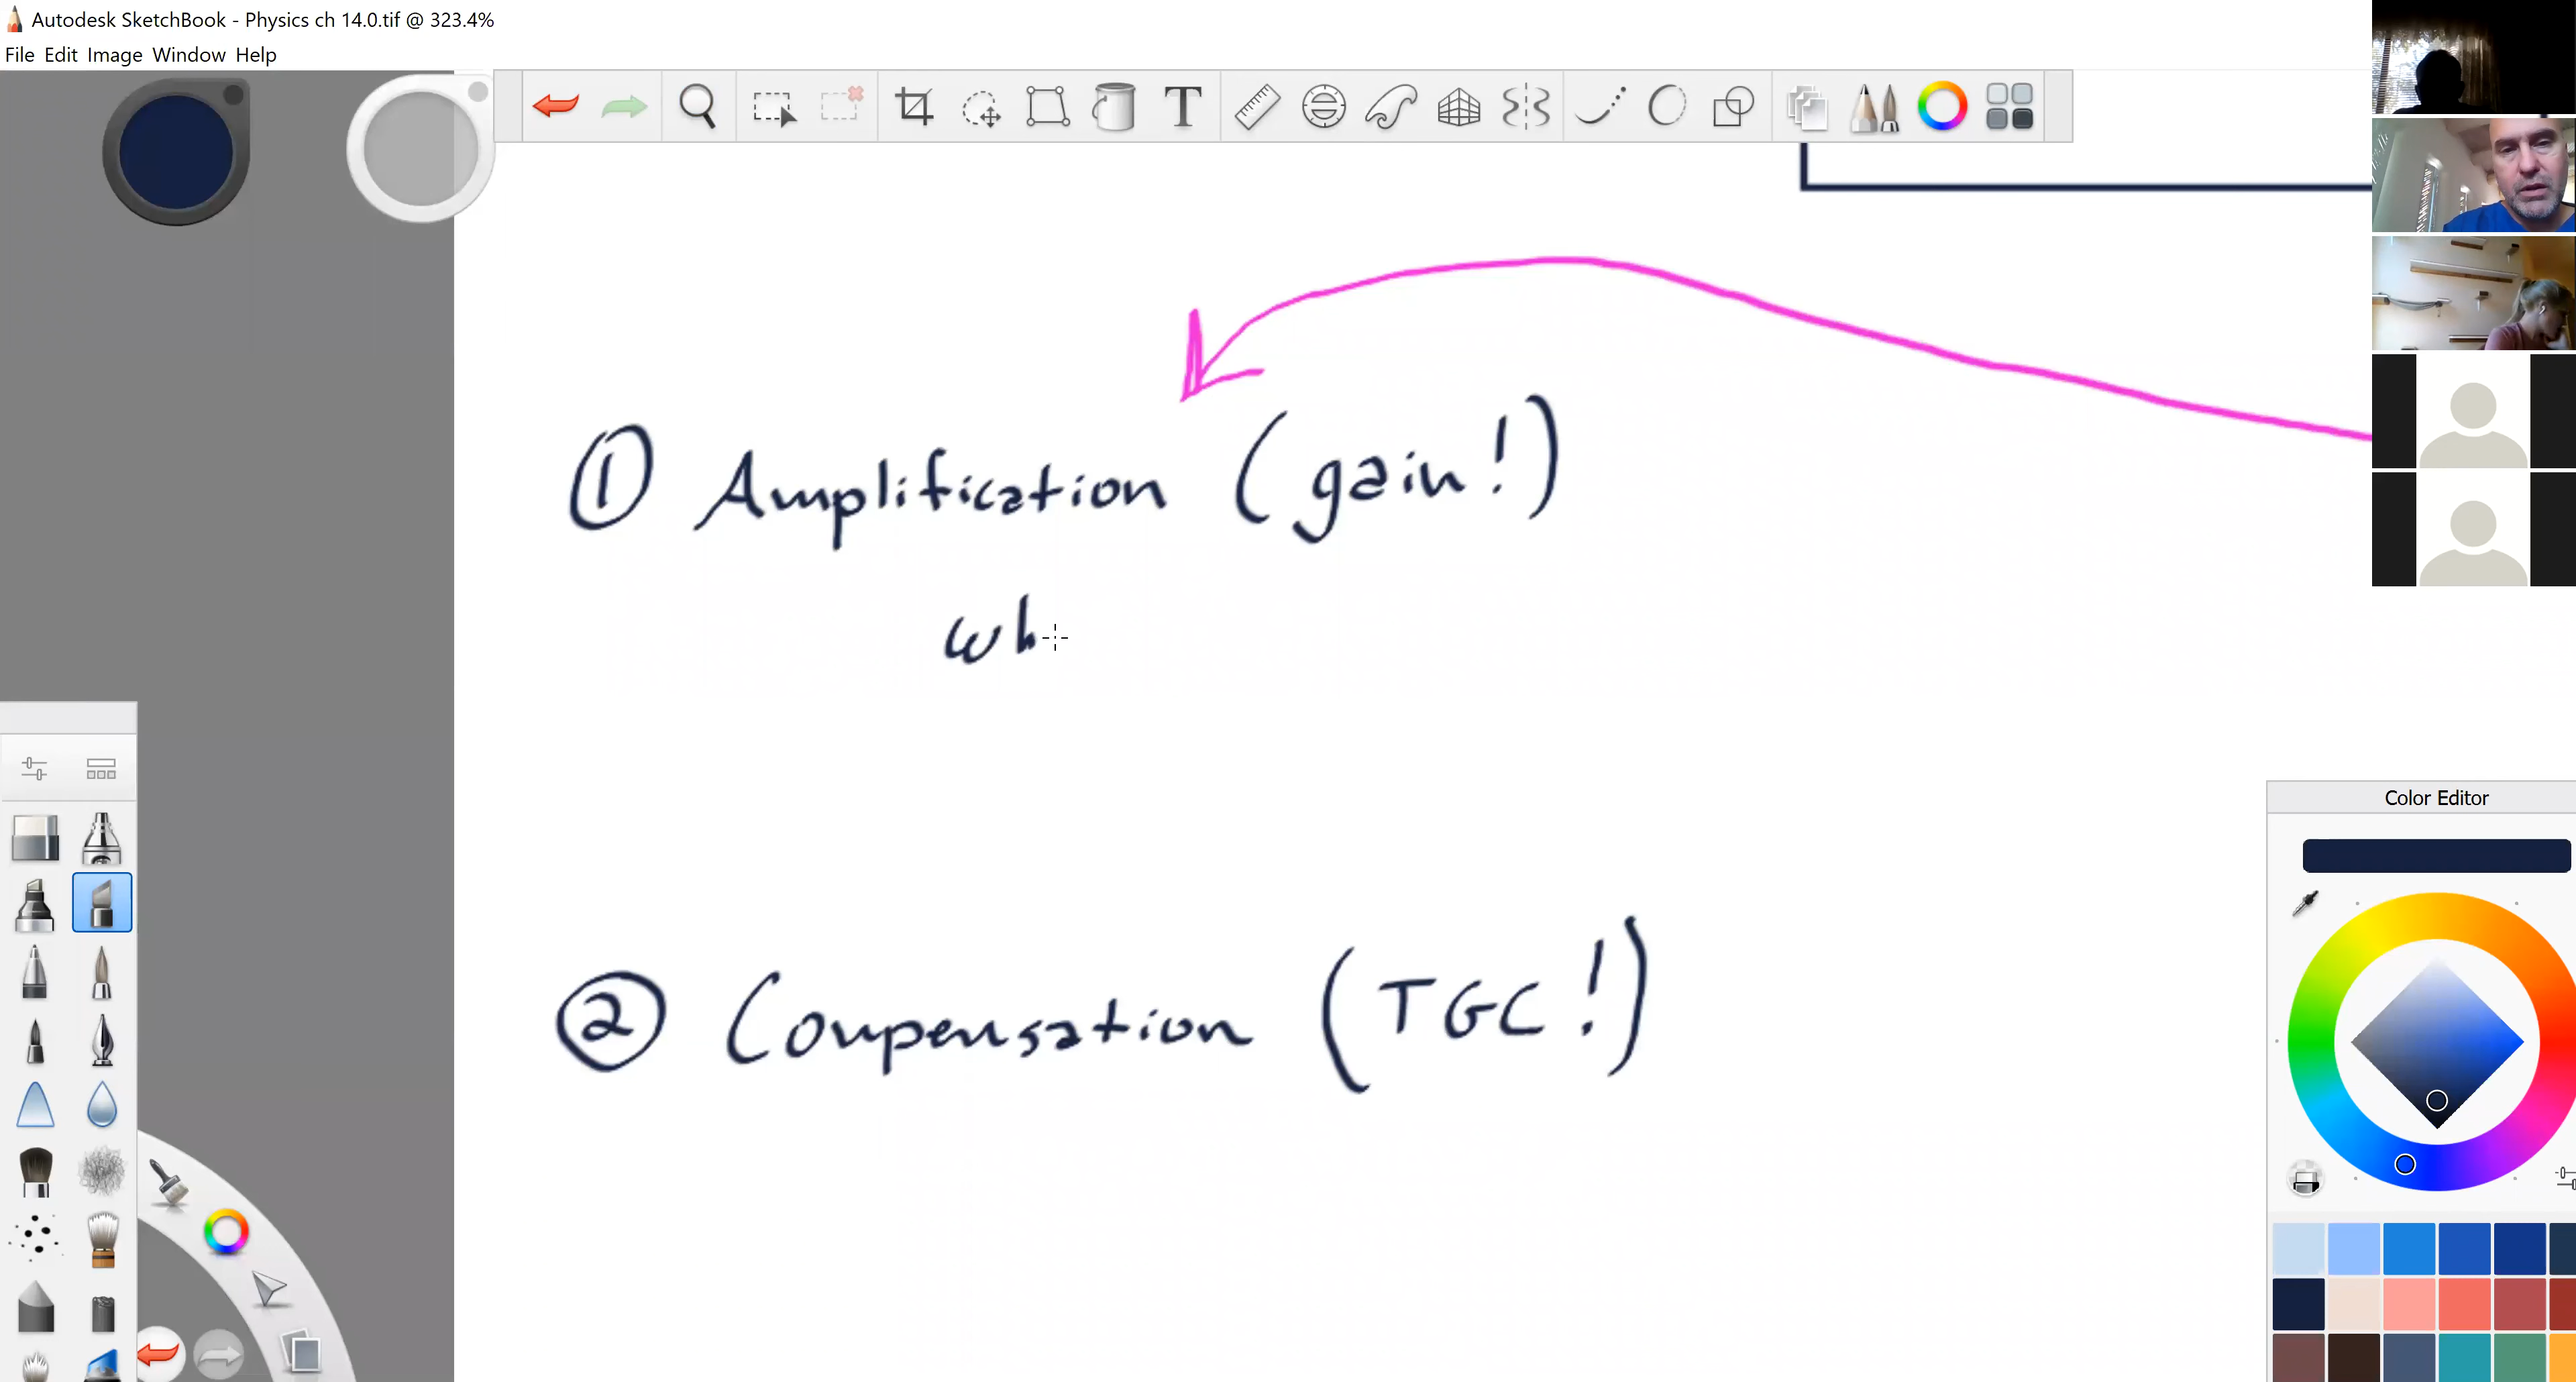 Autodesk SketchBook - Physics ch 14.0.tif @ 323.4%
File Edit Image Window Help
T
① Amplification (gain!)
wh
② Compensation (TGC!)
Color Editor